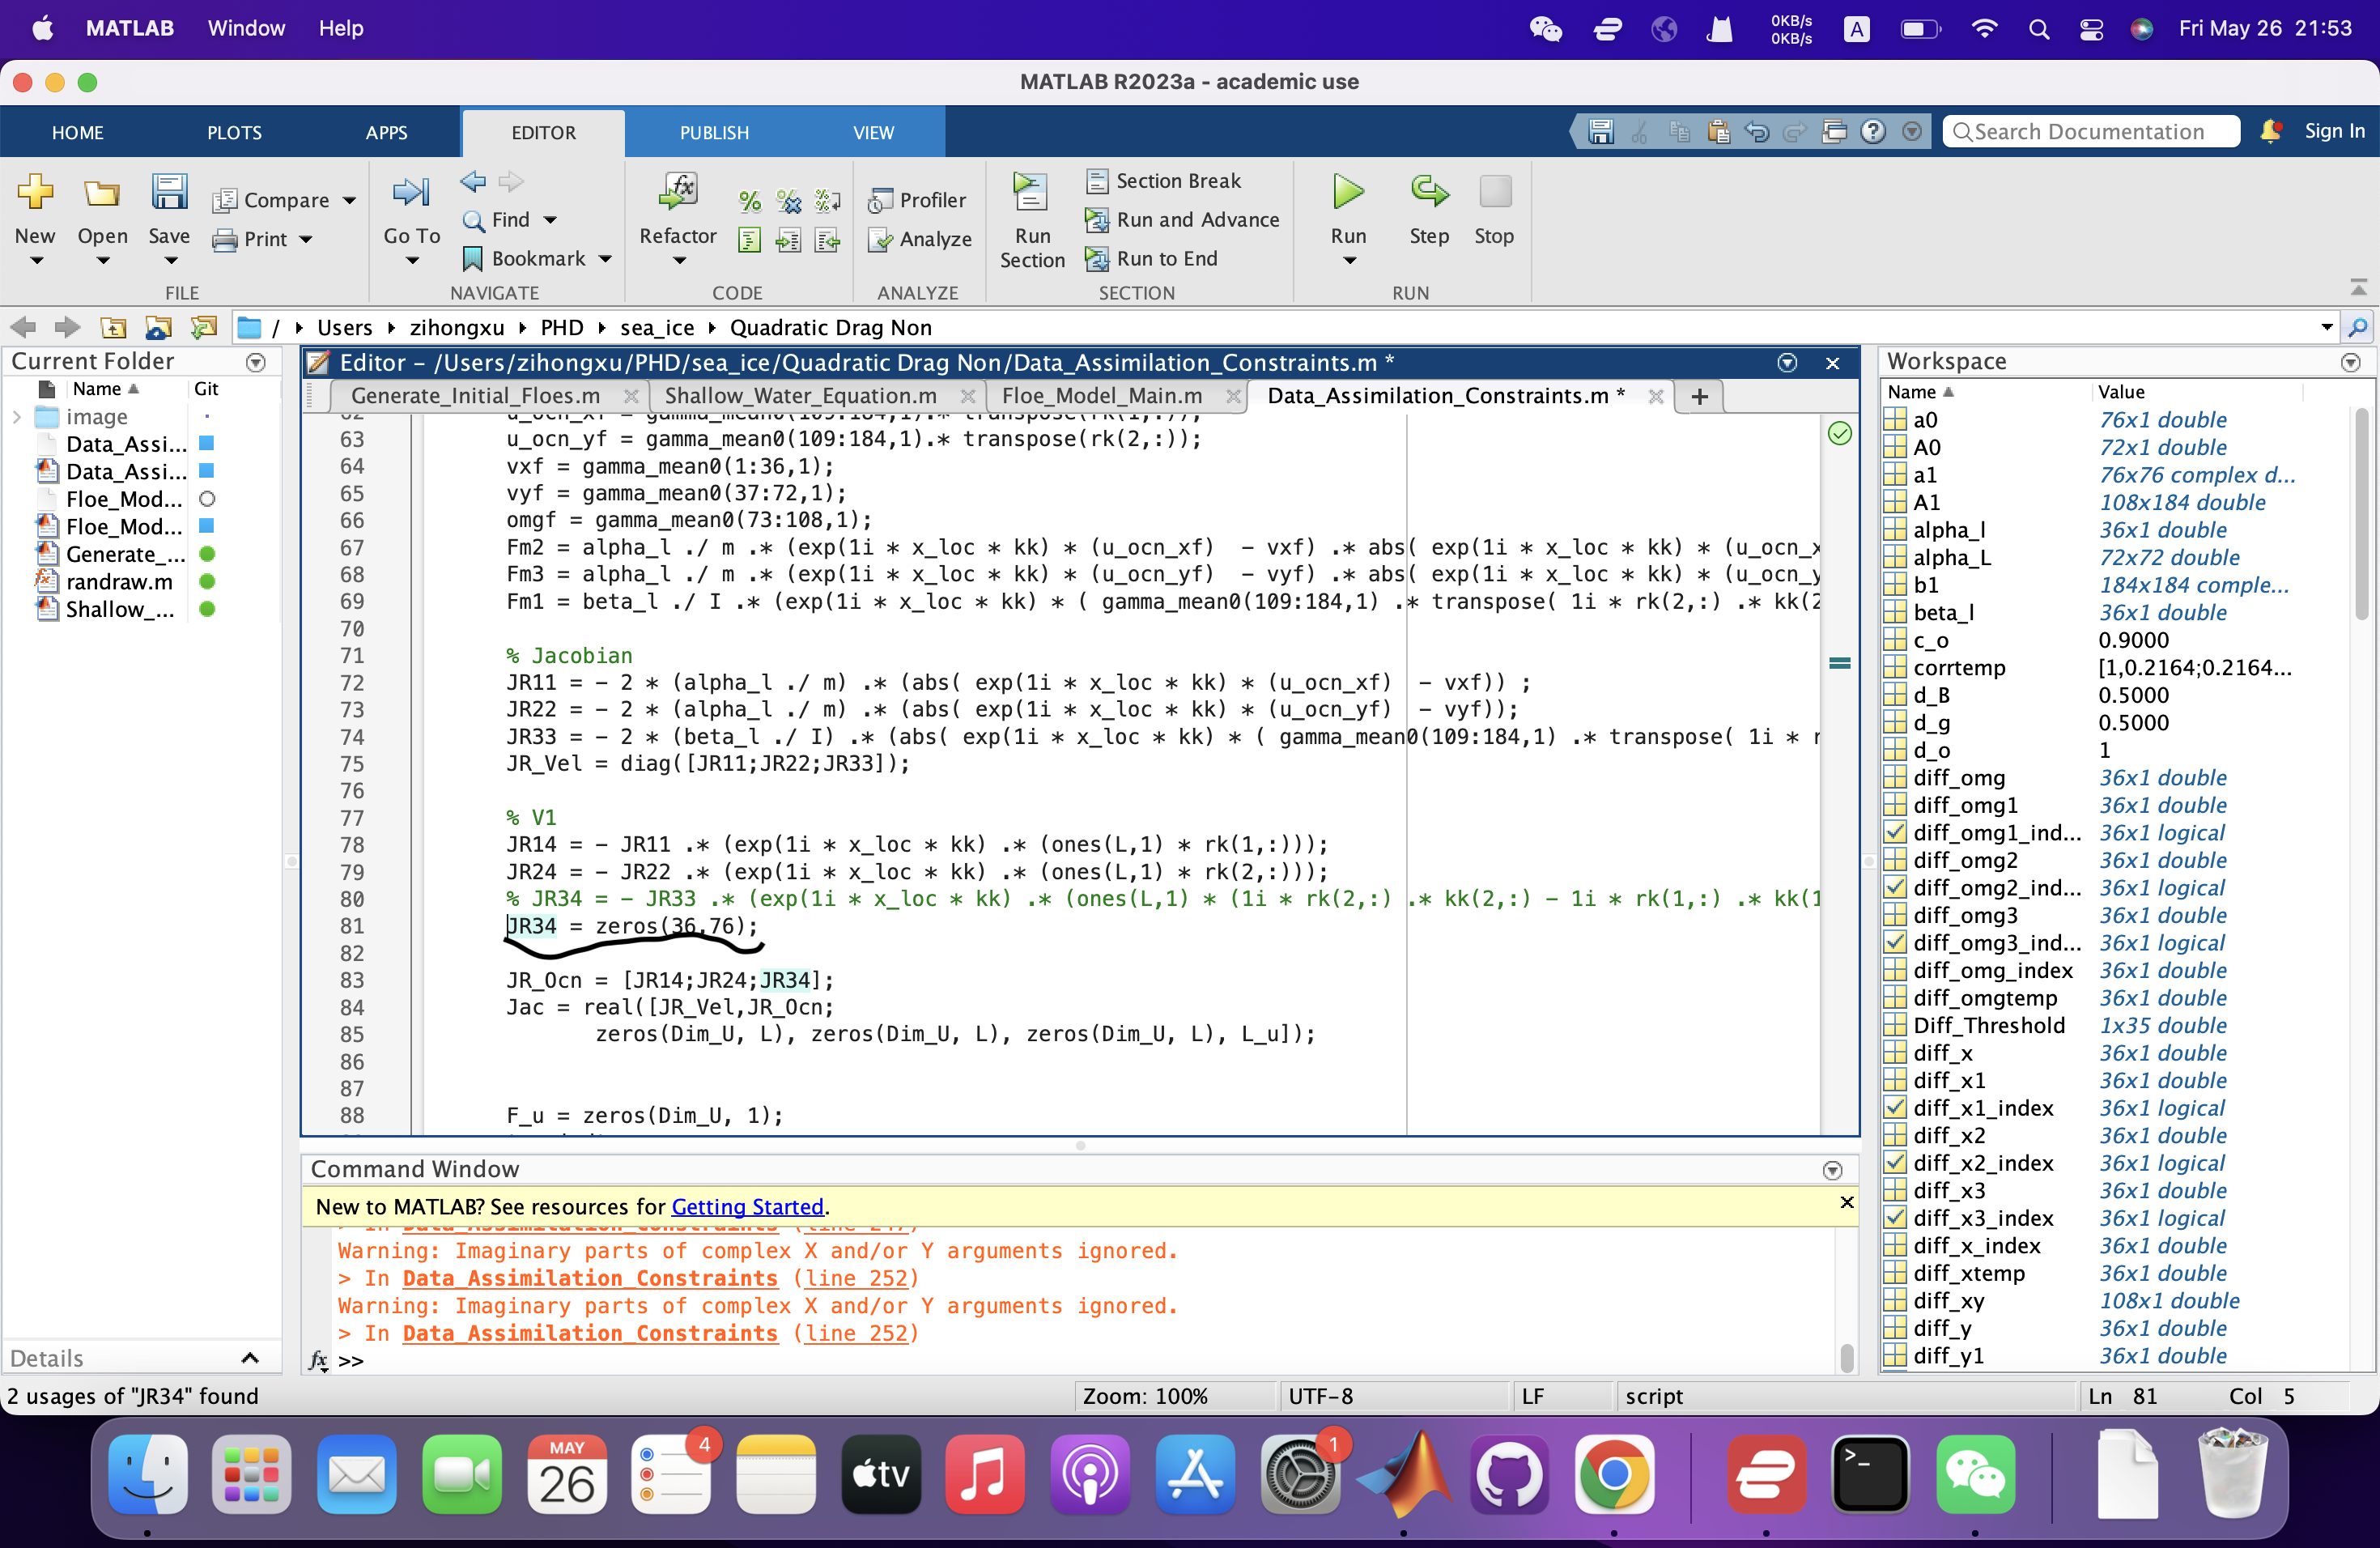 MATLAB Window Help
0KB/s
0KB/s
A
Fri May 26 21:53
MATLAB R2023a - academic use
HOME PLOTS APPS EDITOR PUBLISH VIEW
Search Documentation
Sign In
New Open Save
Compare
Print
FILE
Go To
Find
Bookmark
NAVIGATE
Refactor
CODE
Profiler
Analyze
ANALYZE
Run Section
Section Break
Run and Advance
Run to End
SECTION
Run Step Stop
RUN
/ Users zihongxu PHD sea_ice Quadratic Drag Non
Current Folder
Name Git
image
Data_Assi...
Data_Assi...
Floe_Mod...
Floe_Mod...
Generate_...
randraw.m
Shallow_...
Details
Editor – /Users/zihongxu/PHD/sea_ice/Quadratic Drag Non/Data_Assimilation_Constraints.m *
Generate_Initial_Floes.m Shallow_Water_Equation.m Floe_Model_Main.m Data_Assimilation_Constraints.m * +
63 u_ocn_yf = gamma_mean0(109:184,1).* transpose(rk(2,:));
64 vxf = gamma_mean0(1:36,1);
65 vyf = gamma_mean0(37:72,1);
66 omgf = gamma_mean0(73:108,1);
67 Fm2 = alpha_l ./ m .* (exp(1i * x_loc * kk) * (u_ocn_xf)  - vxf) .* abs( exp(1i * x_loc * kk) * (u_ocn_x
68 Fm3 = alpha_l ./ m .* (exp(1i * x_loc * kk) * (u_ocn_yf)  - vyf) .* abs( exp(1i * x_loc * kk) * (u_ocn_y
69 Fm1 = beta_l ./ I .* (exp(1i * x_loc * kk) * ( gamma_mean0(109:184,1) .* transpose( 1i * rk(2,:) .* kk(2
70
71 % Jacobian
72 JR11 = - 2 * (alpha_l ./ m) .* (abs( exp(1i * x_loc * kk) * (u_ocn_xf)  - vxf)) ;
73 JR22 = - 2 * (alpha_l ./ m) .* (abs( exp(1i * x_loc * kk) * (u_ocn_yf)  - vyf));
74 JR33 = - 2 * (beta_l ./ I) .* (abs( exp(1i * x_loc * kk) * ( gamma_mean0(109:184,1) .* transpose( 1i * r
75 JR_Vel = diag([JR11;JR22;JR33]);
76
77 % V1
78 JR14 = - JR11 .* (exp(1i * x_loc * kk) .* (ones(L,1) * rk(1,:)));
79 JR24 = - JR22 .* (exp(1i * x_loc * kk) .* (ones(L,1) * rk(2,:)));
80 % JR34 = - JR33 .* (exp(1i * x_loc * kk) .* (ones(L,1) * (1i * rk(2,:) .* kk(2,:) - 1i * rk(1,:) .* kk(1
81 JR34 = zeros(36,76);
82
83 JR_Ocn = [JR14;JR24;JR34];
84 Jac = real([JR_Vel,JR_Ocn;
85 zeros(Dim_U, L), zeros(Dim_U, L), zeros(Dim_U, L), L_u]);
86
87
88 F_u = zeros(Dim_U, 1);
Command Window
New to MATLAB? See resources for Getting Started.
Warning: Imaginary parts of complex X and/or Y arguments ignored.
> In Data_Assimilation_Constraints (line 252)
Warning: Imaginary parts of complex X and/or Y arguments ignored.
> In Data_Assimilation_Constraints (line 252)
fx >>
Workspace
Name Value
a0 76x1 double
A0 72x1 double
a1 76x76 complex d...
A1 108x184 double
alpha_l 36x1 double
alpha_L 72x72 double
b1 184x184 comple...
beta_l 36x1 double
c_o 0.9000
corrtemp [1,0.2164;0.2164...
d_B 0.5000
d_g 0.5000
d_o 1
diff_omg 36x1 double
diff_omg1 36x1 double
diff_omg1_ind... 36x1 logical
diff_omg2 36x1 double
diff_omg2_ind... 36x1 logical
diff_omg3 36x1 double
diff_omg3_ind... 36x1 logical
diff_omg_index 36x1 double
diff_omgtemp 36x1 double
Diff_Threshold 1x35 double
diff_x 36x1 double
diff_x1 36x1 double
diff_x1_index 36x1 logical
diff_x2 36x1 double
diff_x2_index 36x1 logical
diff_x3 36x1 double
diff_x3_index 36x1 logical
diff_x_index 36x1 double
diff_xtemp 36x1 double
diff_xy 108x1 double
diff_y 36x1 double
diff_y1 36x1 double
2 usages of "JR34" found
Zoom: 100% UTF-8 LF script Ln 81 Col 5
MAY
26
4
tv
1
>_